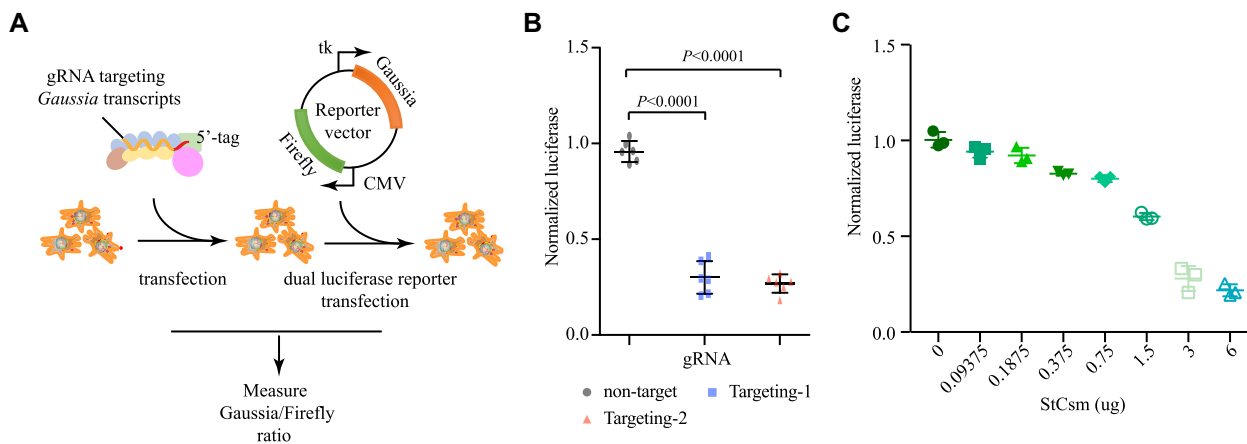 A
gRNA targeting
Gaussia transcripts
5'-tag
tk
Gaussia
Reporter
vector
Firefly
CMV
transfection
dual luciferase reporter
transfection
Measure
Gaussia/Firefly
ratio
B
Normalized luciferase
1.5
1.0
0.5
0.0
P<0.0001
P<0.0001
gRNA
non-target
Targeting-1
Targeting-2
C
Normalized luciferase
1.5
1.0
0.5
0.0
0
0.09375
0.1875
0.375
0.75
1.5
3
6
StCsm (ug)